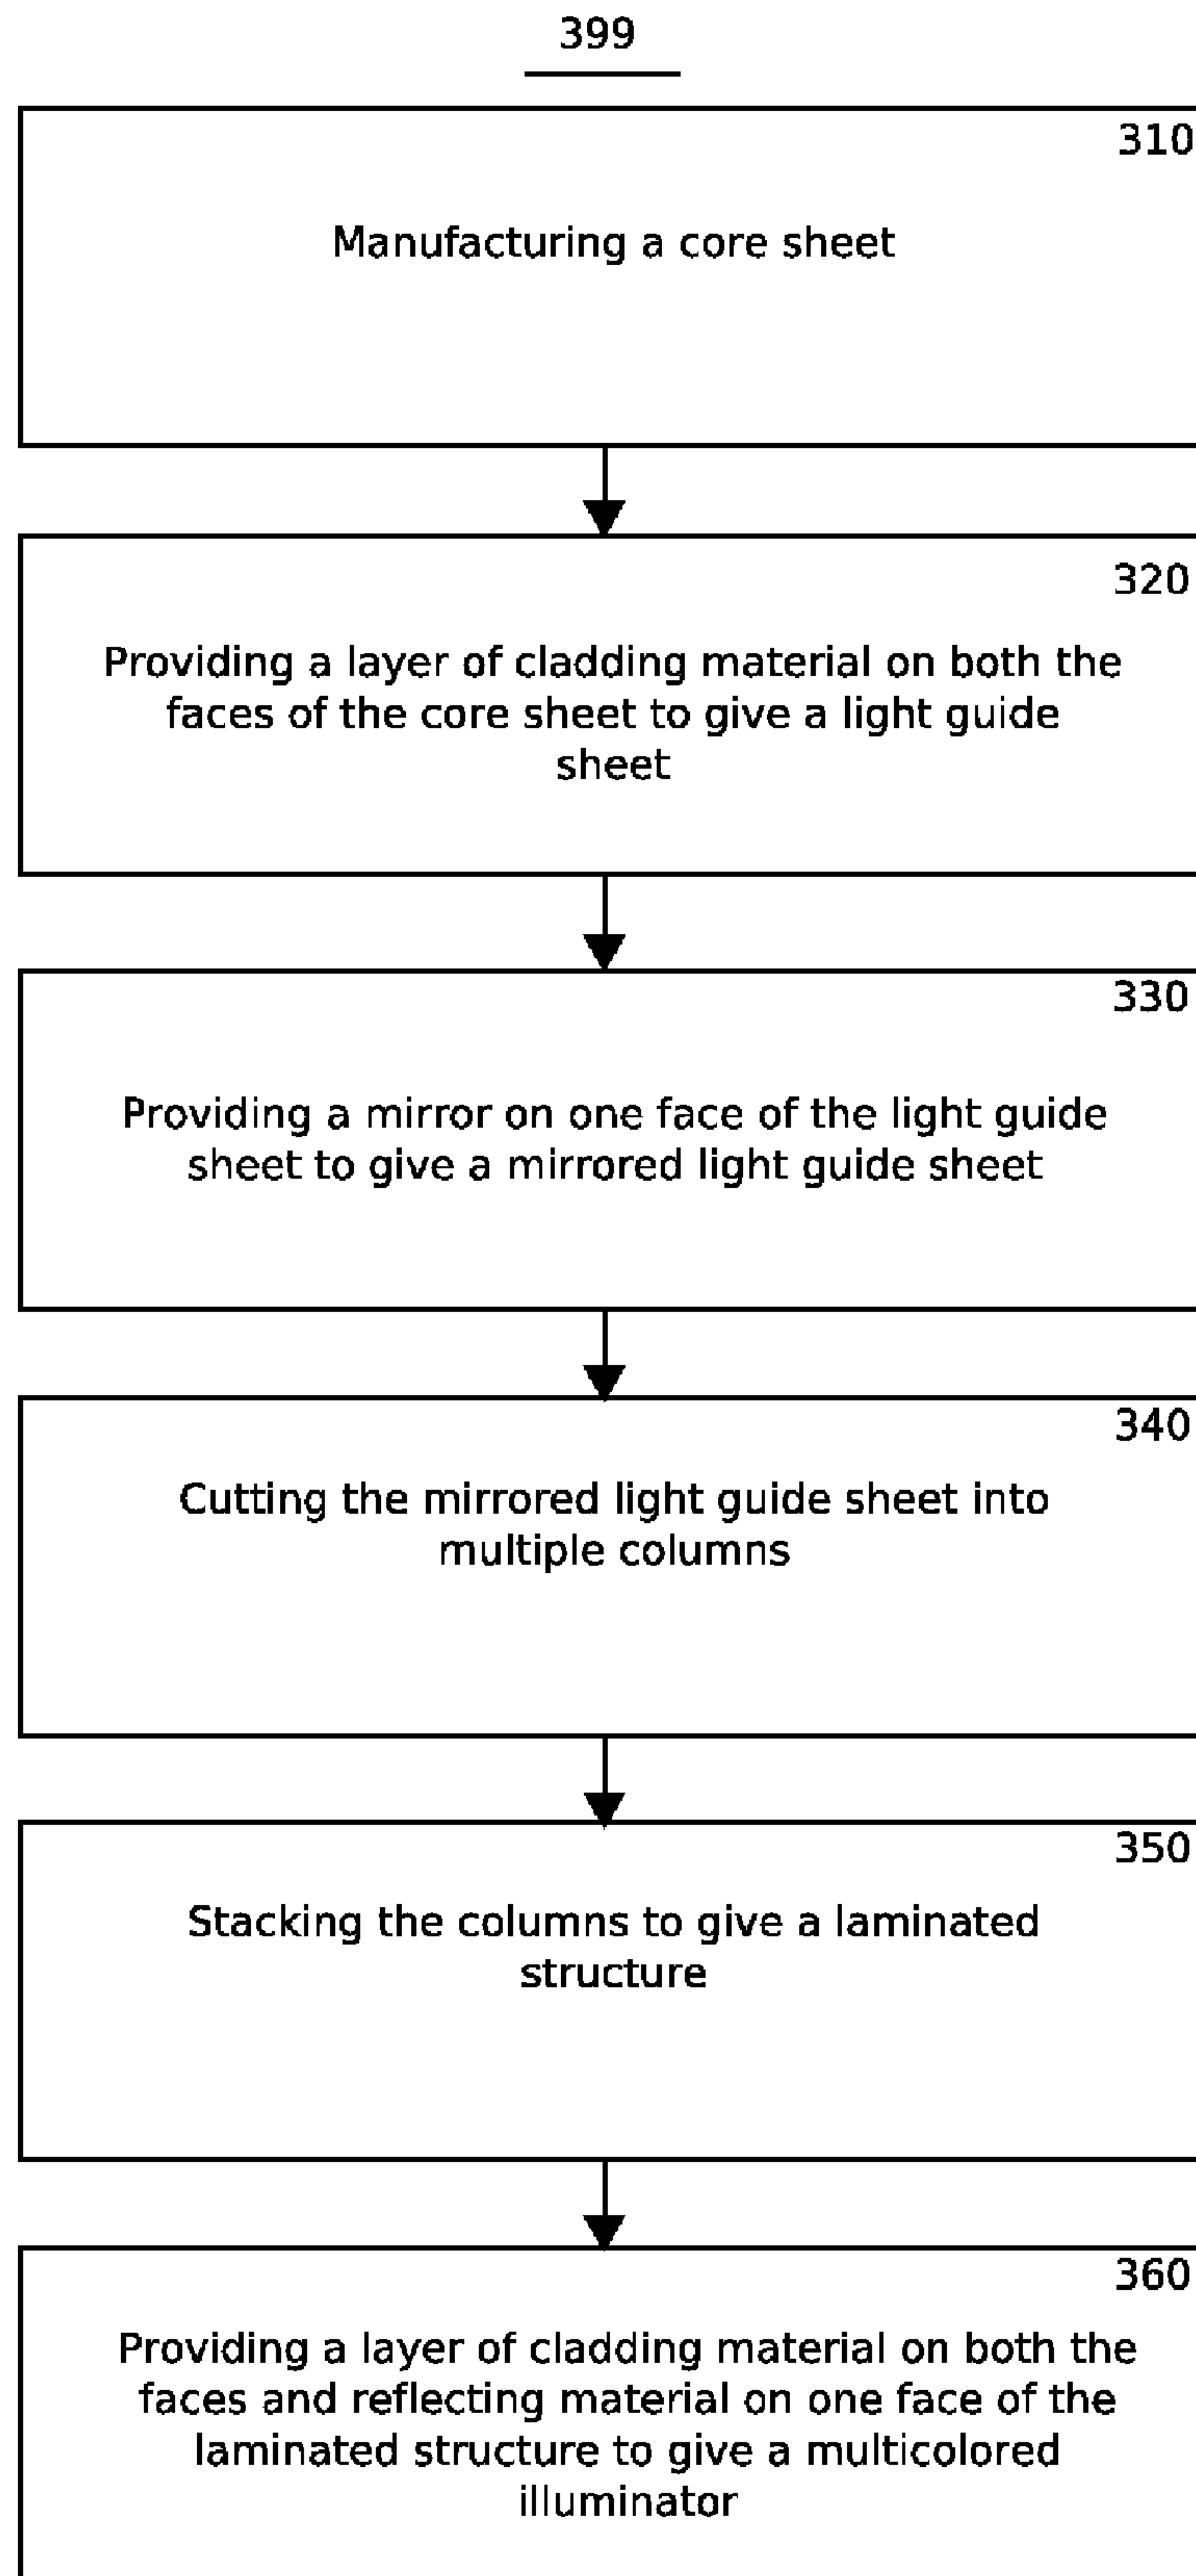 399
310
Manufacturing a core sheet
320
Providing a layer of cladding material on both the
faces of the core sheet to give a light guide
sheet
330
Providing a mirror on one face of the light guide
sheet to give a mirrored light guide sheet
340
Cutting the mirrored light guide sheet into
multiple columns
350
Stacking the columns to give a laminated
structure
360
Providing a layer of cladding material on both the
faces and reflecting material on one face of the
laminated structure to give a multicolored
illuminator